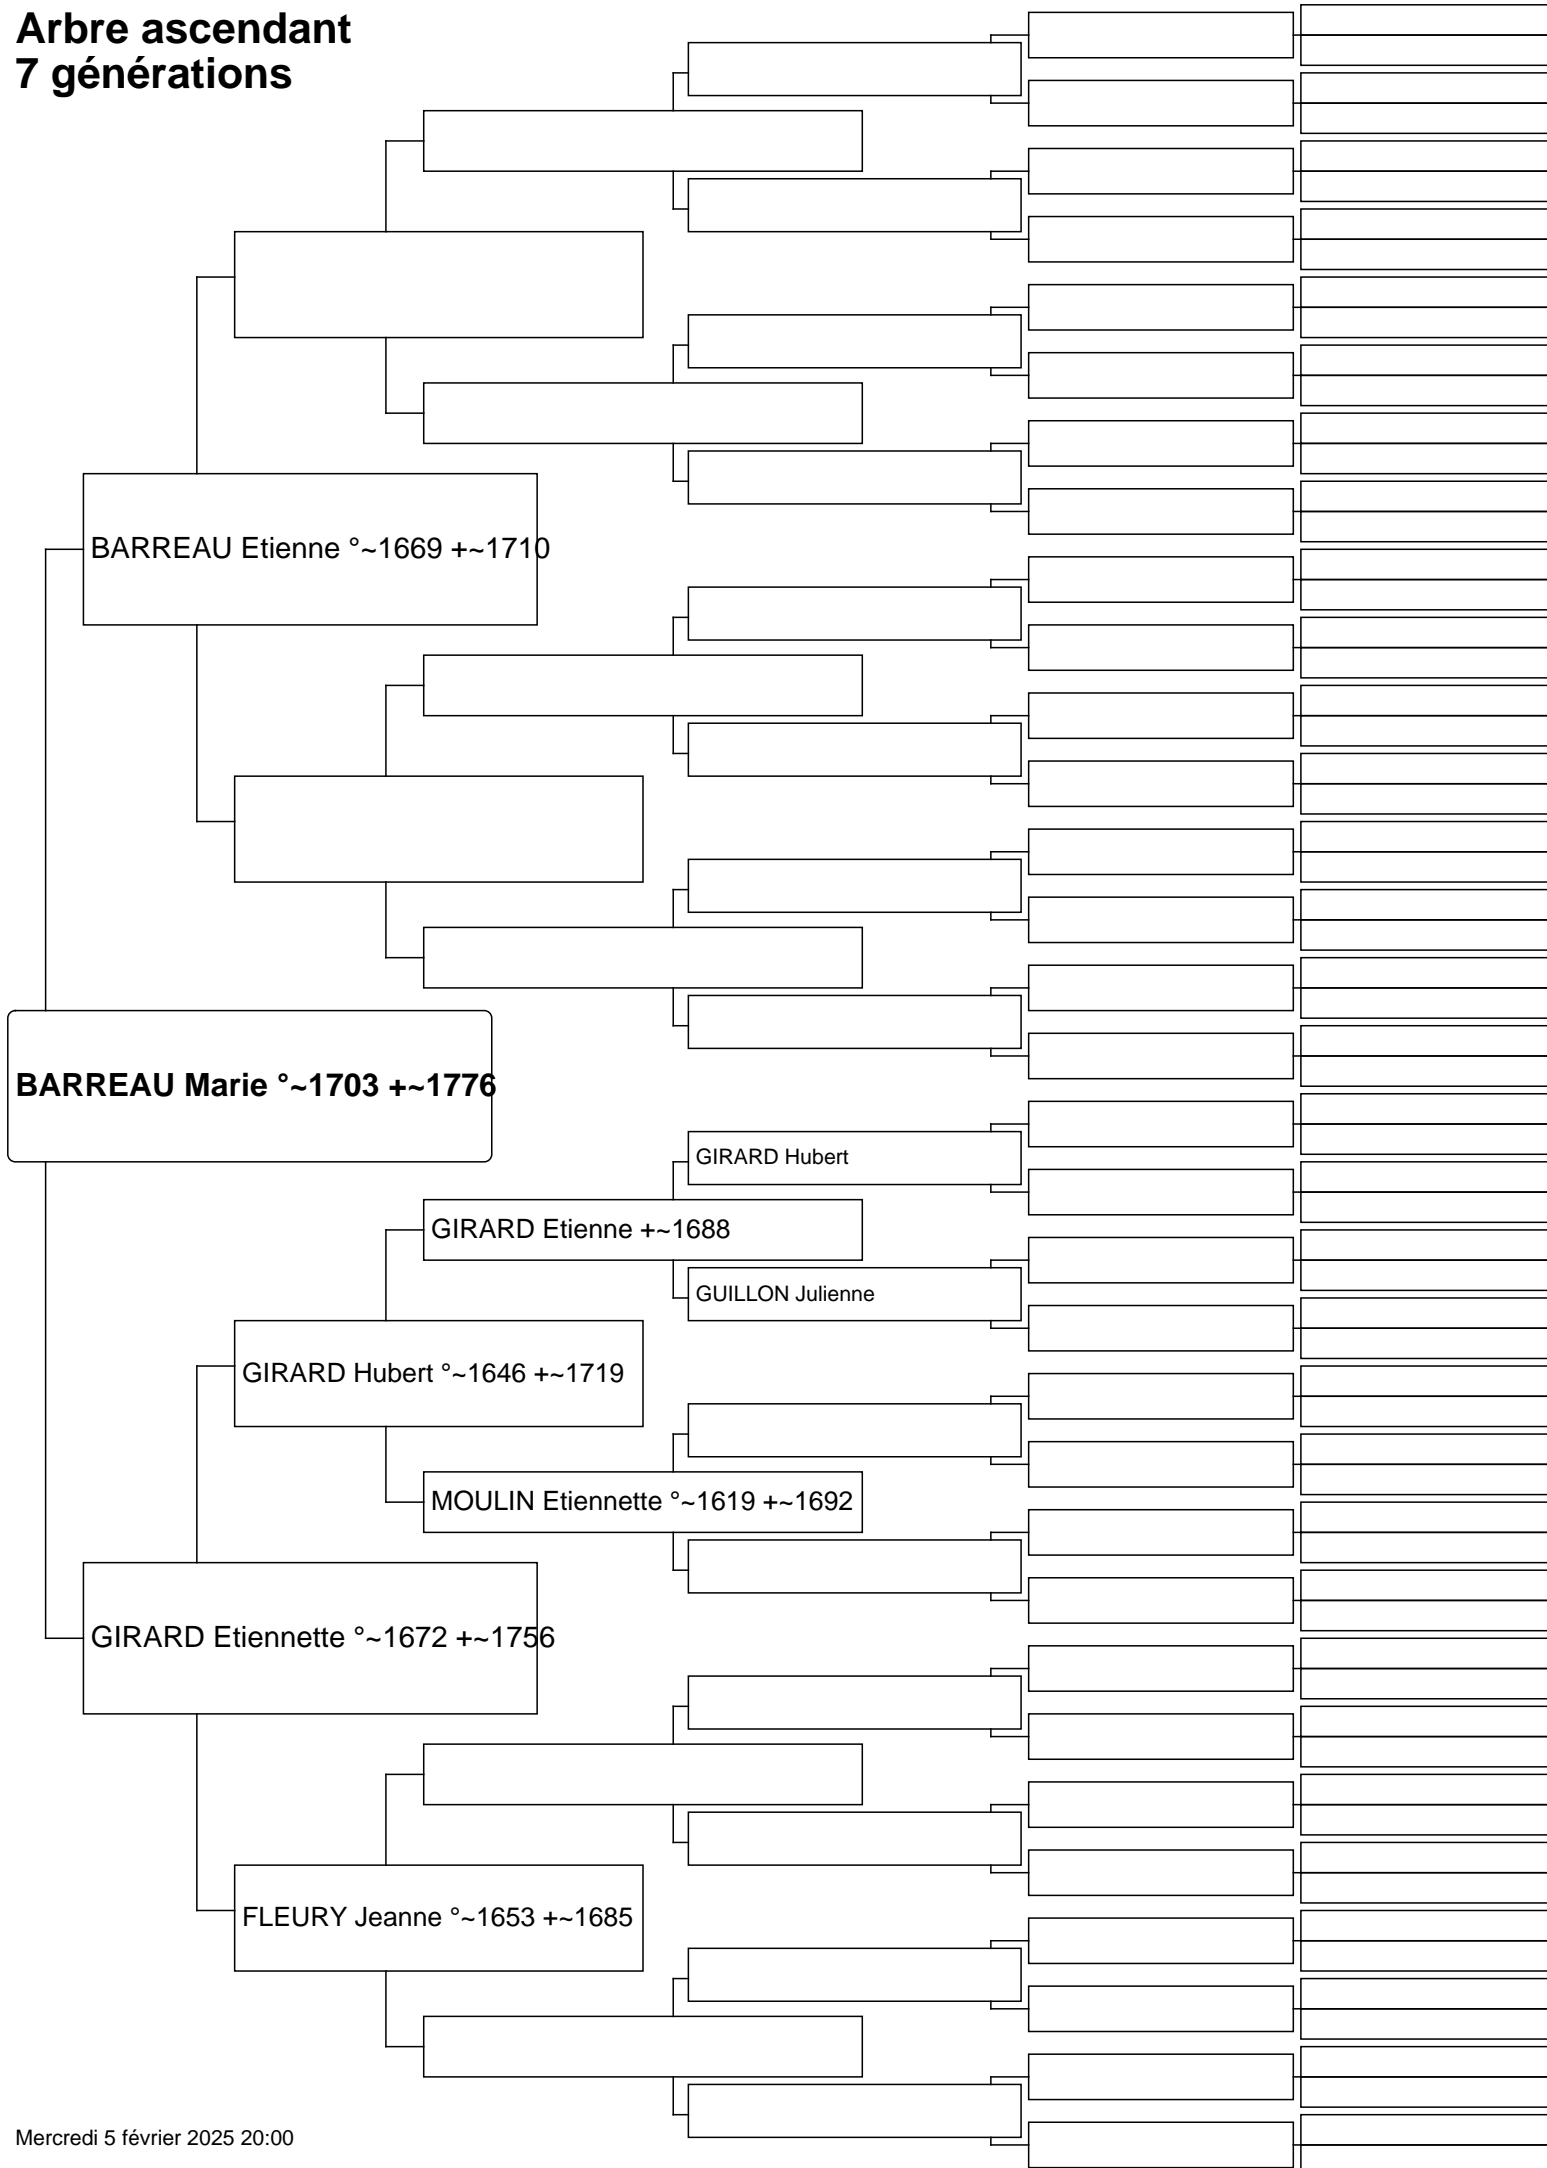 Arbre ascendant
7 générations
BARREAU Etienne °~1669 +~1710
BARREAU Marie °~1703 +~1776
GIRARD Hubert
GIRARD Etienne +~1688
GUILLON Julienne
GIRARD Hubert °~1646 +~1719
MOULIN Etiennette °~1619 +~1692
GIRARD Etiennette °~1672 +~1756
FLEURY Jeanne °~1653 +~1685
Mercredi 5 février 2025 20:00